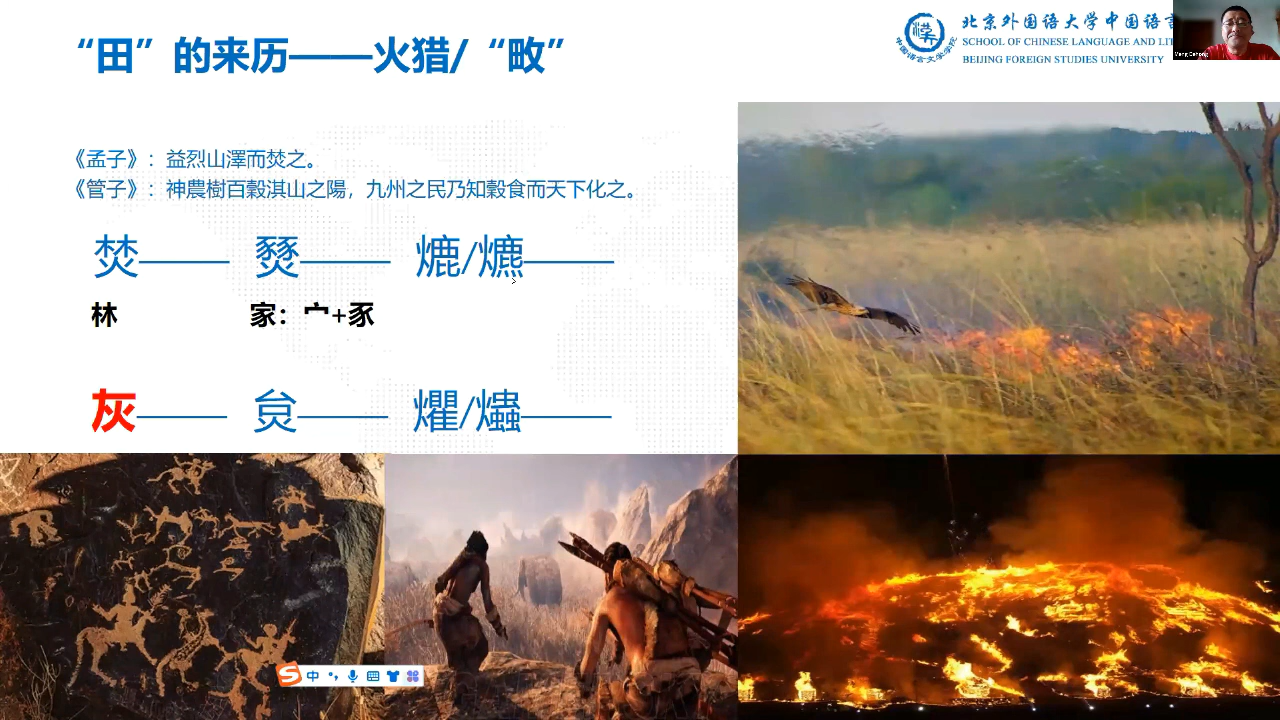 “田”的来历——火猎/“畋”
北京外国语大学中国语言
SCHOOL OF CHINESE LANGUAGE AND LIT
BEIJING FOREIGN STUDIES UNIVERSITY
《孟子》：益烈山澤而焚之。
《管子》：神農樹百穀淇山之陽，九州之民乃知穀食而天下化之。
焚—— 燹—— 爊/爑——
林 家：宀+豕
灰—— 炱—— 爠/爞——
中